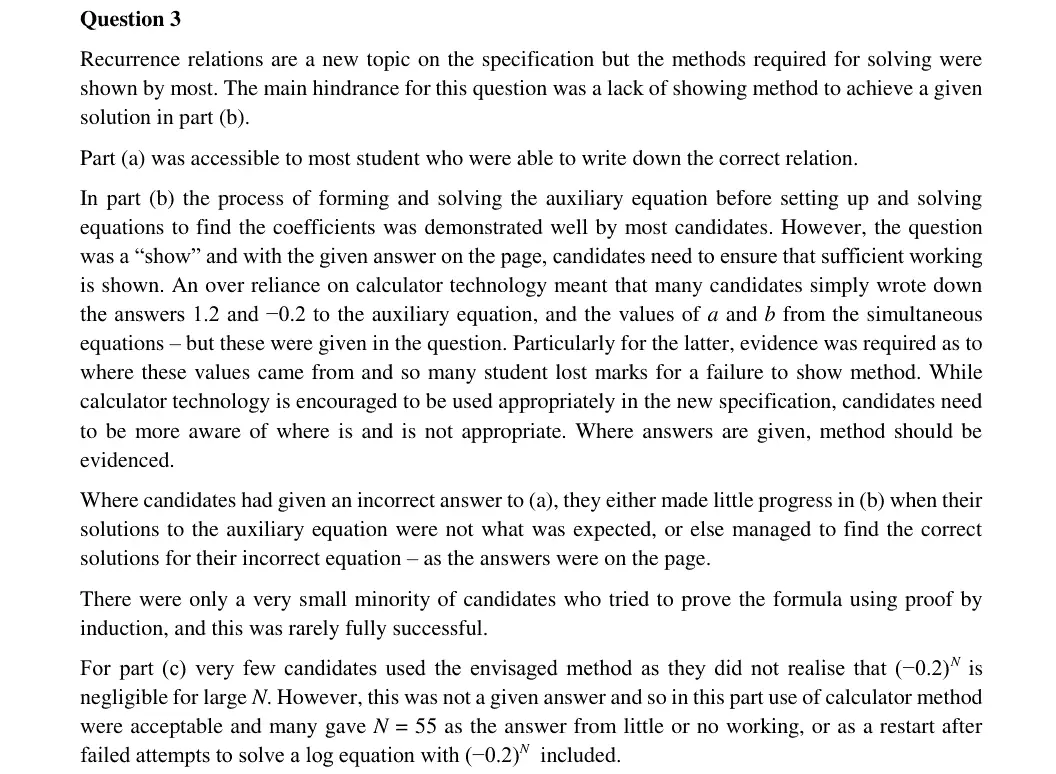 Question 3
Recurrence relations are a new topic on the specification but the methods required for solving were
shown by most. The main hindrance for this question was a lack of showing method to achieve a given
solution in part (b).
Part (a) was accessible to most student who were able to write down the correct relation.
In part (b) the process of forming and solving the auxiliary equation before setting up and solving
equations to find the coefficients was demonstrated well by most candidates. However, the question
was a “show” and with the given answer on the page, candidates need to ensure that sufficient working
is shown. An over reliance on calculator technology meant that many candidates simply wrote down
the answers 1.2 and −0.2 to the auxiliary equation, and the values of a and b from the simultaneous
equations – but these were given in the question. Particularly for the latter, evidence was required as to
where these values came from and so many student lost marks for a failure to show method. While
calculator technology is encouraged to be used appropriately in the new specification, candidates need
to be more aware of where is and is not appropriate. Where answers are given, method should be
evidenced.
Where candidates had given an incorrect answer to (a), they either made little progress in (b) when their
solutions to the auxiliary equation were not what was expected, or else managed to find the correct
solutions for their incorrect equation – as the answers were on the page.
There were only a very small minority of candidates who tried to prove the formula using proof by
induction, and this was rarely fully successful.
For part (c) very few candidates used the envisaged method as they did not realise that (−0.2)^N is
negligible for large N. However, this was not a given answer and so in this part use of calculator method
were acceptable and many gave N = 55 as the answer from little or no working, or as a restart after
failed attempts to solve a log equation with (−0.2)^N included.